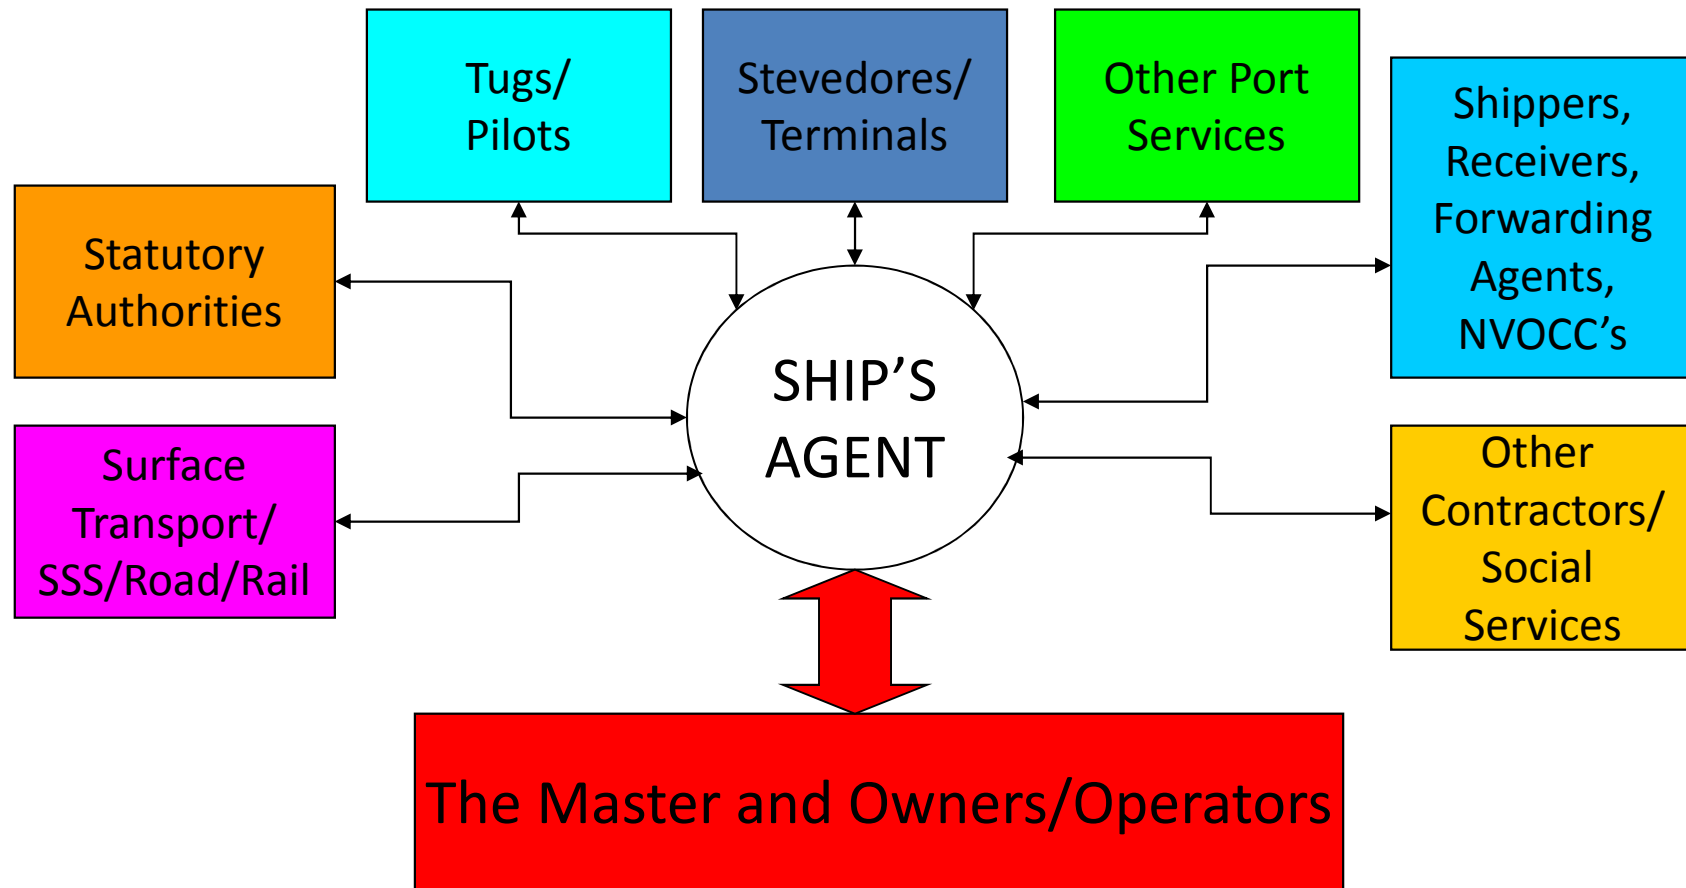 Tugs/
Pilots
Stevedores/
Terminals
Other Port
Services
Shippers,
Receivers,
Forwarding
Agents,
NVOCC’s
Statutory
Authorities
SHIP’S
AGENT
Surface
Transport/
SSS/Road/Rail
Other
Contractors/
Social
Services
The Master and Owners/Operators